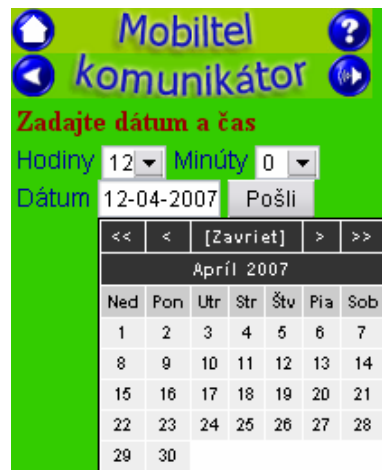 Mobiltel ?
komunikátor
Zadajte dátum a čas
Hodiny 12 Minúty 0
Dátum 12-04-2007 Pošli
<< < [Zavriet] > >>
Apríl 2007
Ned Pon Utr Str Štv Pia Sob
1 2 3 4 5 6 7
8 9 10 11 12 13 14
15 16 17 18 19 20 21
22 23 24 25 26 27 28
29 30